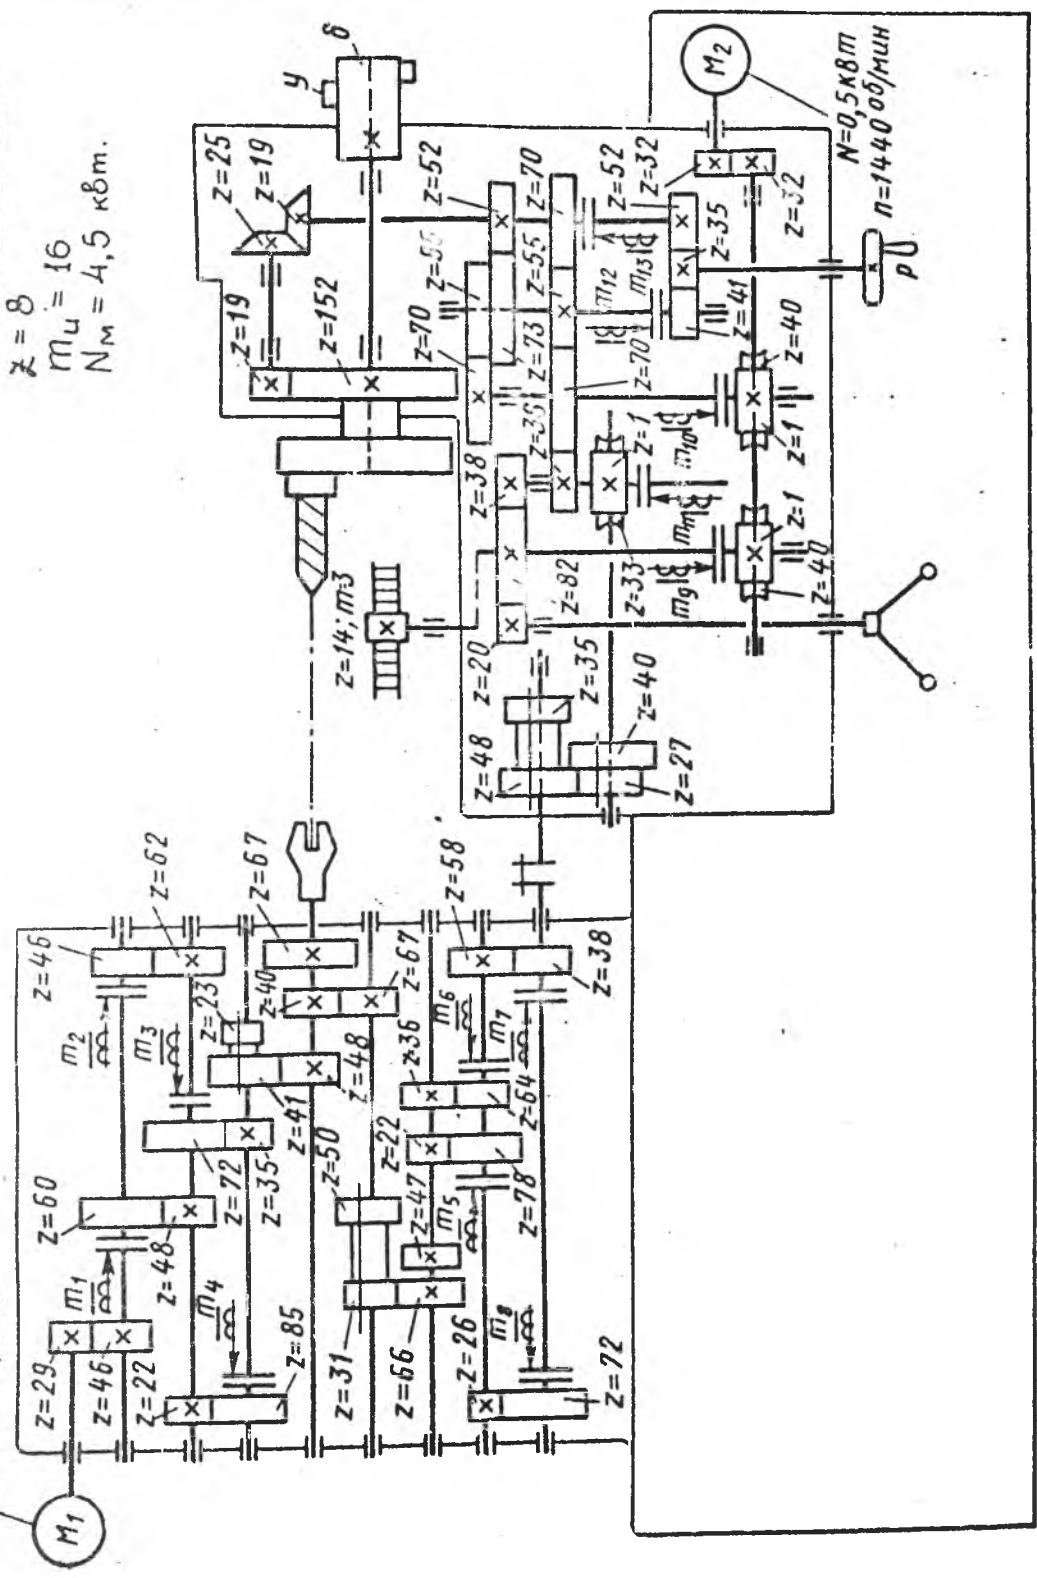 z = 8
mц = 16
Nм = 4,5 квт.
У
б
z=25
z=19
z=19
z=152
z=52
z=70
z=55
z=70
z=55
z=73
z=36
z=70
z=38
z=52
z=32
M2
z=32
z=35
z=41
z=40
N=0,5 кВт
n=1440 об/мин
P
m12
m13
z=1
m10
z=1
m11
z=1
z=33
m9
z=40
z=82
z=20
z=14; m3
z=35
z=40
z=48
z=27
z=62
z=46
z=67
z=58
m2
m3
z=23
z=40
z=67
m6
m7
z=38
z=36
z=48
z=41
z=64
z=60
z=72
z=35
z=50
z=22
z=78
z=47
m5
m1
z=48
m4
m8
z=29
z=46
z=22
z=85
z=31
z=66
z=26
z=72
M1